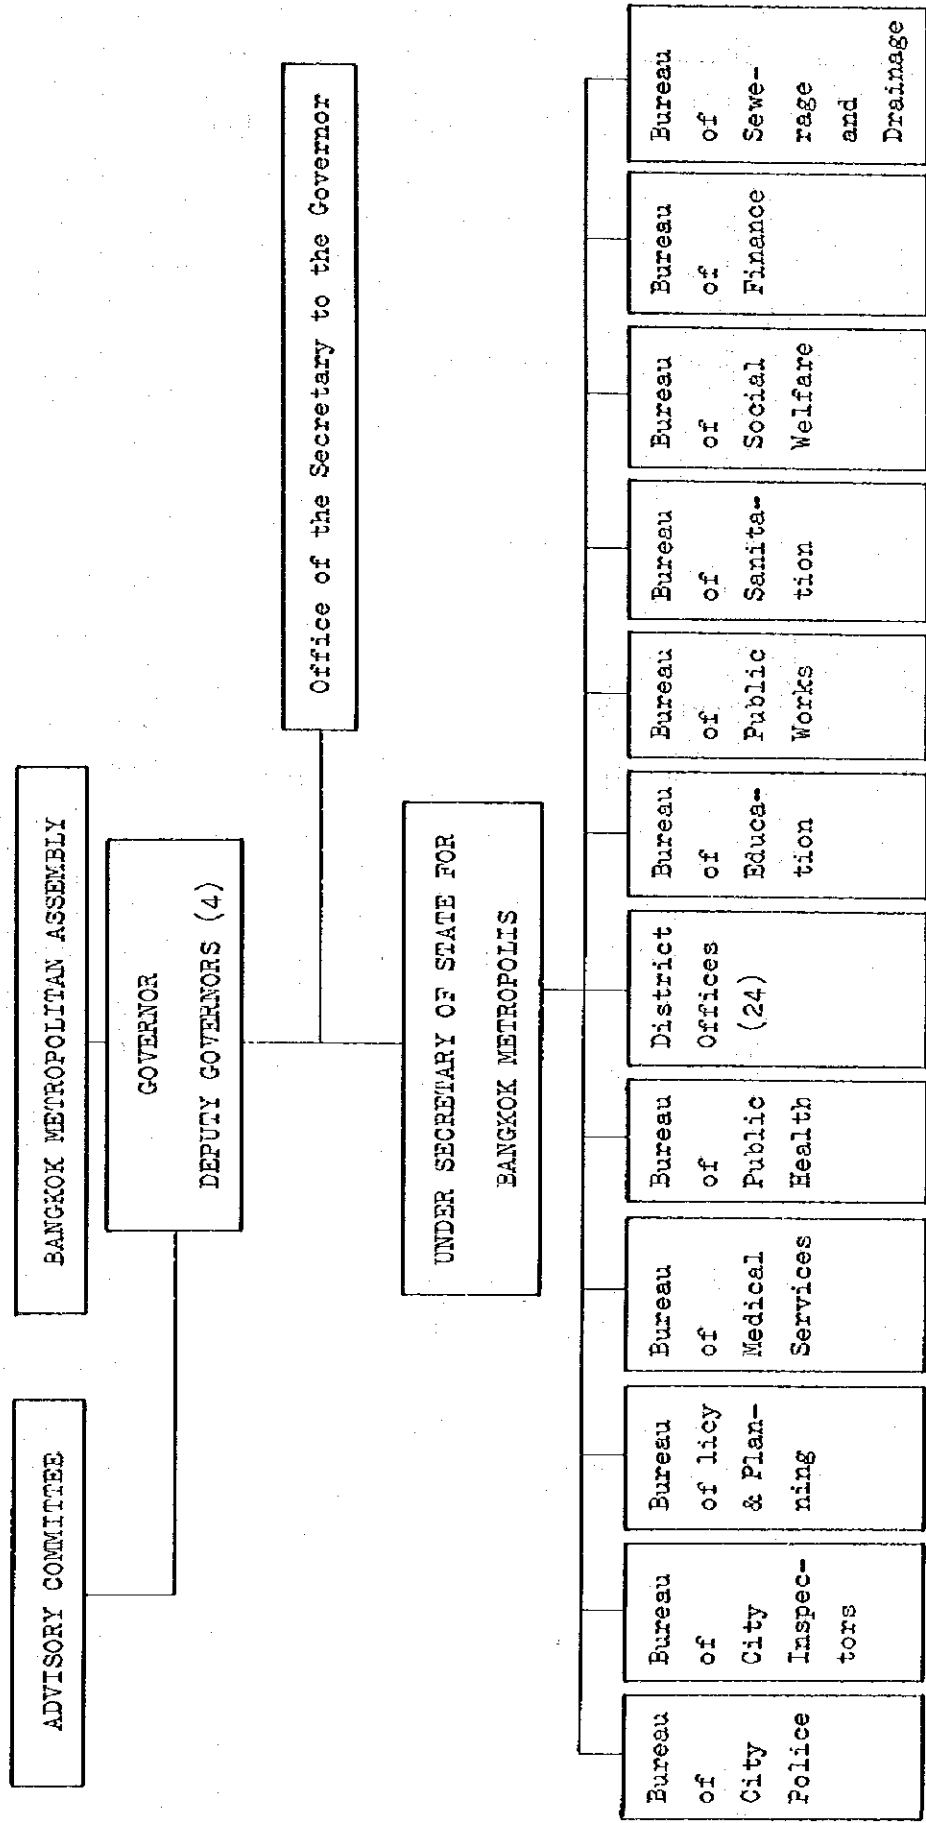 ADVISORY COMMITTEE
BANGKOK METROPOLITAN ASSEMBLY
GOVERNOR
DEPUTY GOVERNORS (4)
Office of the Secretary to the Governor
UNDER SECRETARY OF STATE FOR
BANGKOK METROPOLIS
Bureau
of
City
Police
Bureau
of
City
Inspec-
tors
Bureau
of licy
& Plan-
ning
Bureau
of
Medical
Services
Bureau
of
Public
Health
District
Offices
(24)
Bureau
of
Educa-
tion
Bureau
of
Public
Works
Bureau
of
Sanita-
tion
Bureau
of
Social
Welfare
Bureau
of
Finance
Bureau
of
Sewe-
rage
and
Drainage